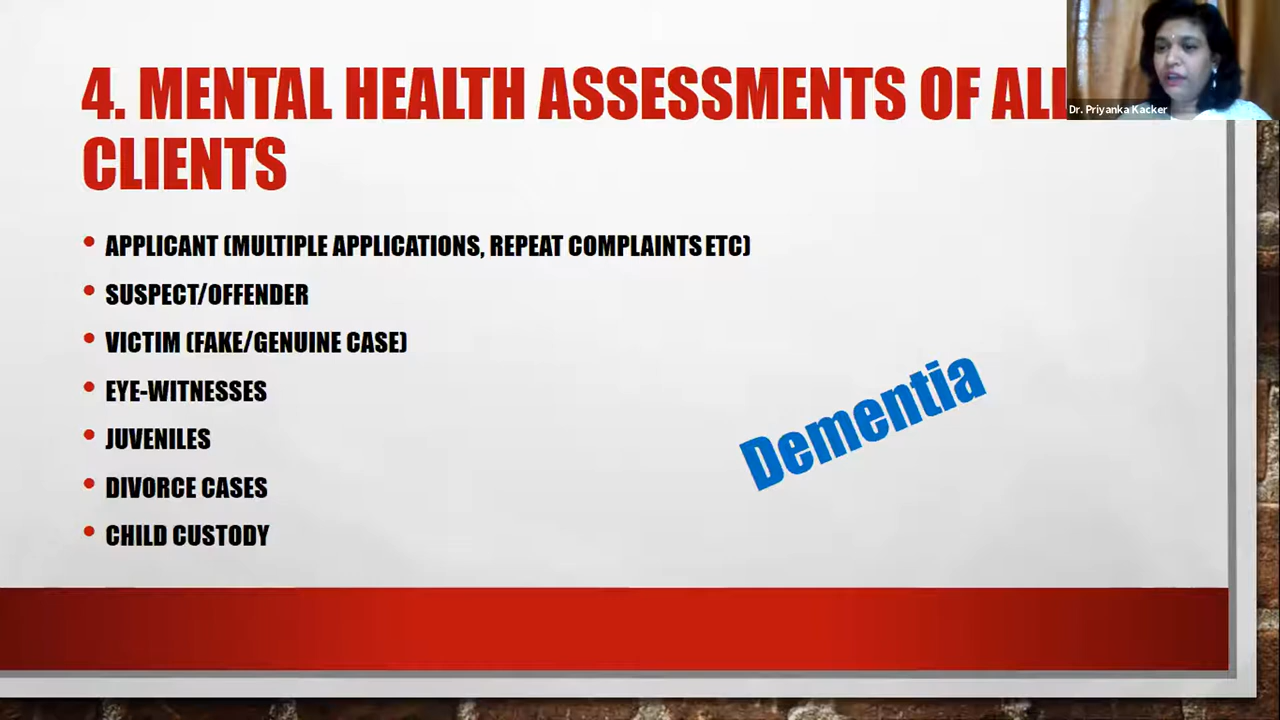 4. MENTAL HEALTH ASSESSMENTS OF ALL
CLIENTS
Dr. Priyanka Kacker
• APPLICANT (MULTIPLE APPLICATIONS, REPEAT COMPLAINTS ETC)
• SUSPECT/OFFENDER
• VICTIM (FAKE/GENUINE CASE)
• EYE-WITNESSES
• JUVENILES
• DIVORCE CASES
• CHILD CUSTODY
Dementia